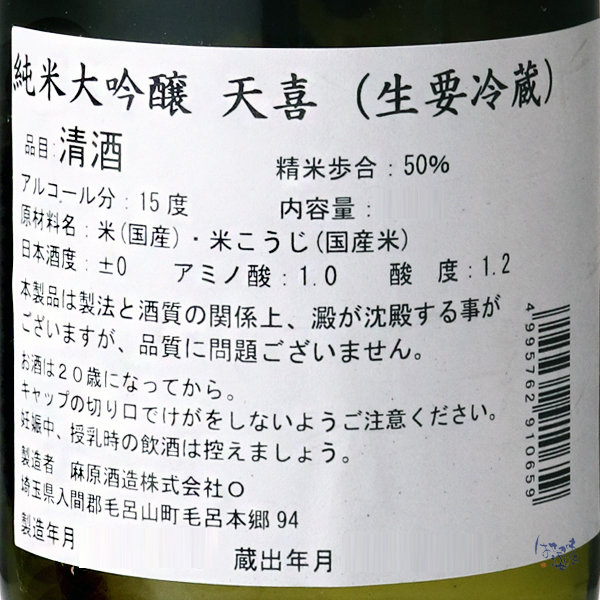 純米大吟醸 天喜 (生要冷蔵)
品目:清酒 精米歩合:50%
アルコール分:15度 内容量:
原材料名:米(国産)・米こうじ(国産米)
日本酒度:±0 アミノ酸:1.0 酸 度:1.2
本製品は製法と酒質の関係上、澱が沈殿する事が
ございますが、品質に問題ございません。
お酒は20歳になってから。
キャップの切り口でけがをしないようご注意ください。
妊娠中、授乳時の飲酒は控えましょう。
製造者 麻原酒造株式会社O
埼玉県入間郡毛呂山町毛呂本郷94
製造年月 蔵出年月
4995762910659